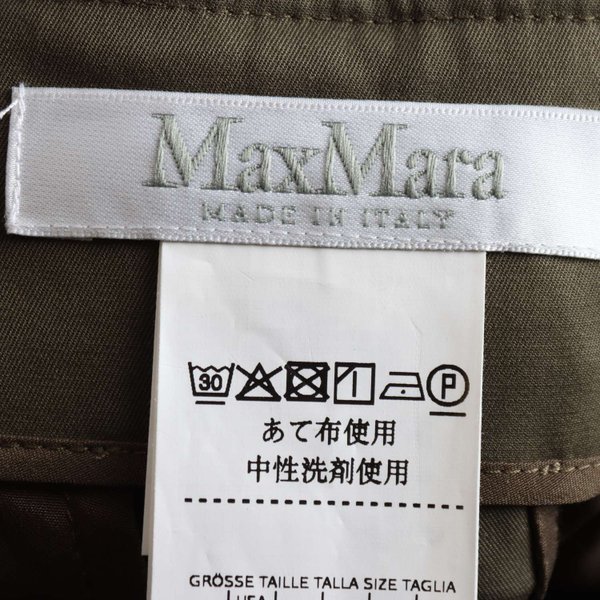 MaxMara
MADE IN ITALY
30 P
あて布使用
中性洗剤使用
GRÖSSE TAILLE TALLA SIZE TAGLIA
USA